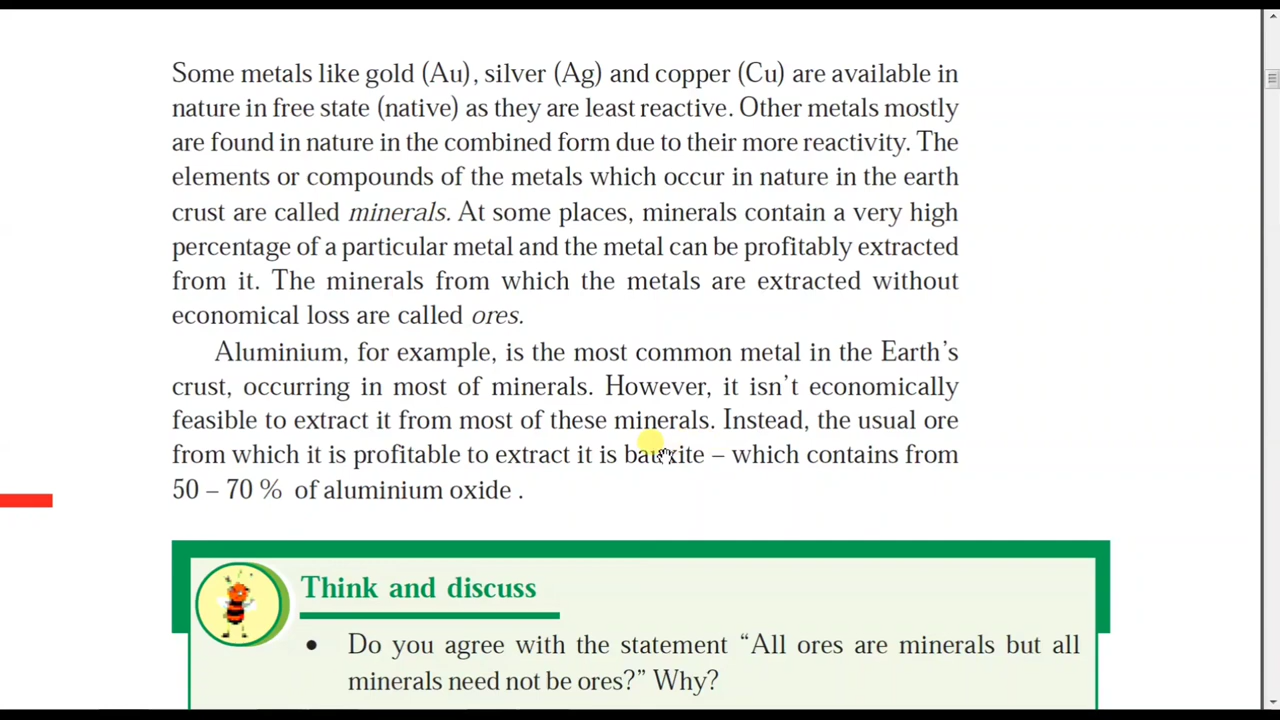 Some metals like gold (Au), silver (Ag) and copper (Cu) are available in
nature in free state (native) as they are least reactive. Other metals mostly
are found in nature in the combined form due to their more reactivity. The
elements or compounds of the metals which occur in nature in the earth
crust are called minerals. At some places, minerals contain a very high
percentage of a particular metal and the metal can be profitably extracted
from it. The minerals from which the metals are extracted without
economical loss are called ores.
Aluminium, for example, is the most common metal in the Earth’s
crust, occurring in most of minerals. However, it isn’t economically
feasible to extract it from most of these minerals. Instead, the usual ore
from which it is profitable to extract it is bauxite – which contains from
50 – 70 % of aluminium oxide .
Think and discuss
• Do you agree with the statement “All ores are minerals but all
minerals need not be ores?” Why?